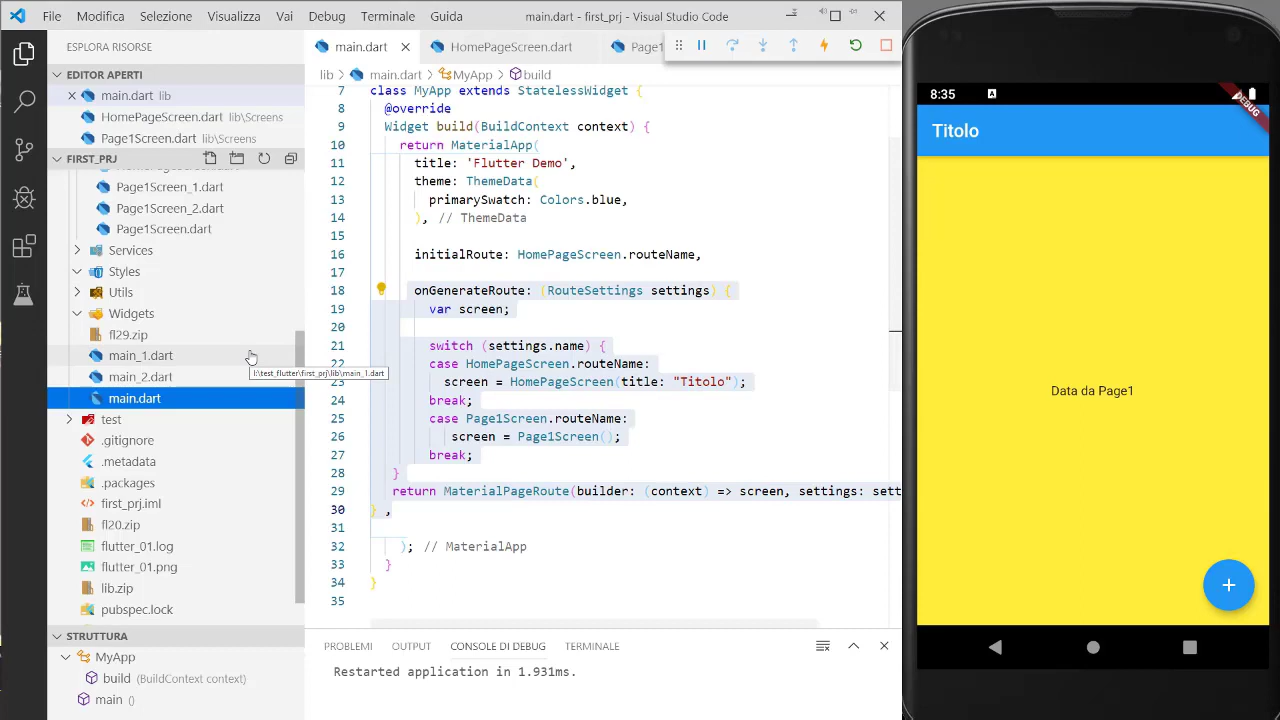 File Modifica Selezione Visualizza Vai Debug Terminale Guida main.dart - first_prj - Visual Studio Code
ESPLORA RISORSE
EDITOR APERTI
main.dart lib
HomePageScreen.dart lib\Screens
Page1Screen.dart lib\Screens
FIRST_PRJ
Page1Screen_1.dart
Page1Screen_2.dart
Page1Screen.dart
Services
Styles
Utils
Widgets
fl29.zip
main_1.dart
main_2.dart
main.dart
test
.gitignore
.metadata
.packages
first_prj.iml
fl20.zip
flutter_01.log
flutter_01.png
lib.zip
pubspec.lock
STRUTTURA
MyApp
build (BuildContext context)
main ()
I:\test_flutter\first_prj\lib\main_1.dart
main.dart HomePageScreen.dart Page1
lib main.dart MyApp build
7 class MyApp extends StatelessWidget {
8 @override
9 Widget build(BuildContext context) {
10 return MaterialApp(
11 title: 'Flutter Demo',
12 theme: ThemeData(
13 primarySwatch: Colors.blue,
14 ), // ThemeData
15
16 initialRoute: HomePageScreen.routeName,
17
18 onGenerateRoute: (RouteSettings settings) {
19 var screen;
20
21 switch (settings.name) {
22 case HomePageScreen.routeName:
23 screen = HomePageScreen(title: "Titolo");
24 break;
25 case Page1Screen.routeName:
26 screen = Page1Screen();
27 break;
28 }
29 return MaterialPageRoute(builder: (context) => screen, settings: sett
30 } ,
31
32 ); // MaterialApp
33 }
34 }
35
PROBLEMI OUTPUT CONSOLE DI DEBUG TERMINALE
Restarted application in 1.931ms.
8:35 A
DEBUG
Titolo
Data da Page1